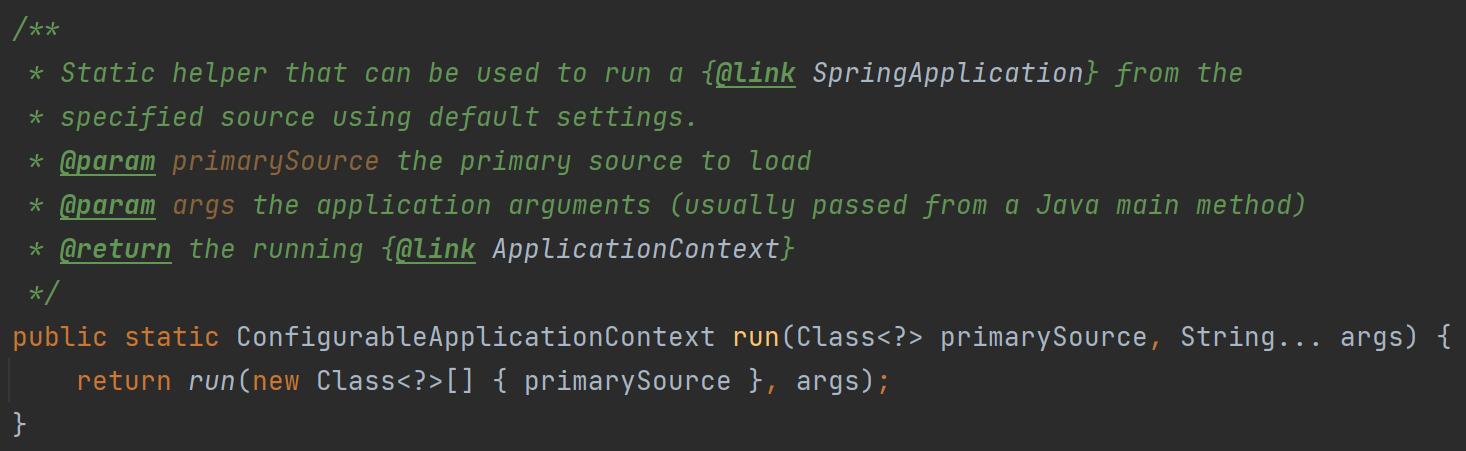 /**
 * Static helper that can be used to run a {@link SpringApplication} from the
 * specified source using default settings.
 * @param primarySource the primary source to load
 * @param args the application arguments (usually passed from a Java main method)
 * @return the running {@link ApplicationContext}
 */
public static ConfigurableApplicationContext run(Class<?> primarySource, String... args) {
    return run(new Class<?>[] { primarySource }, args);
}